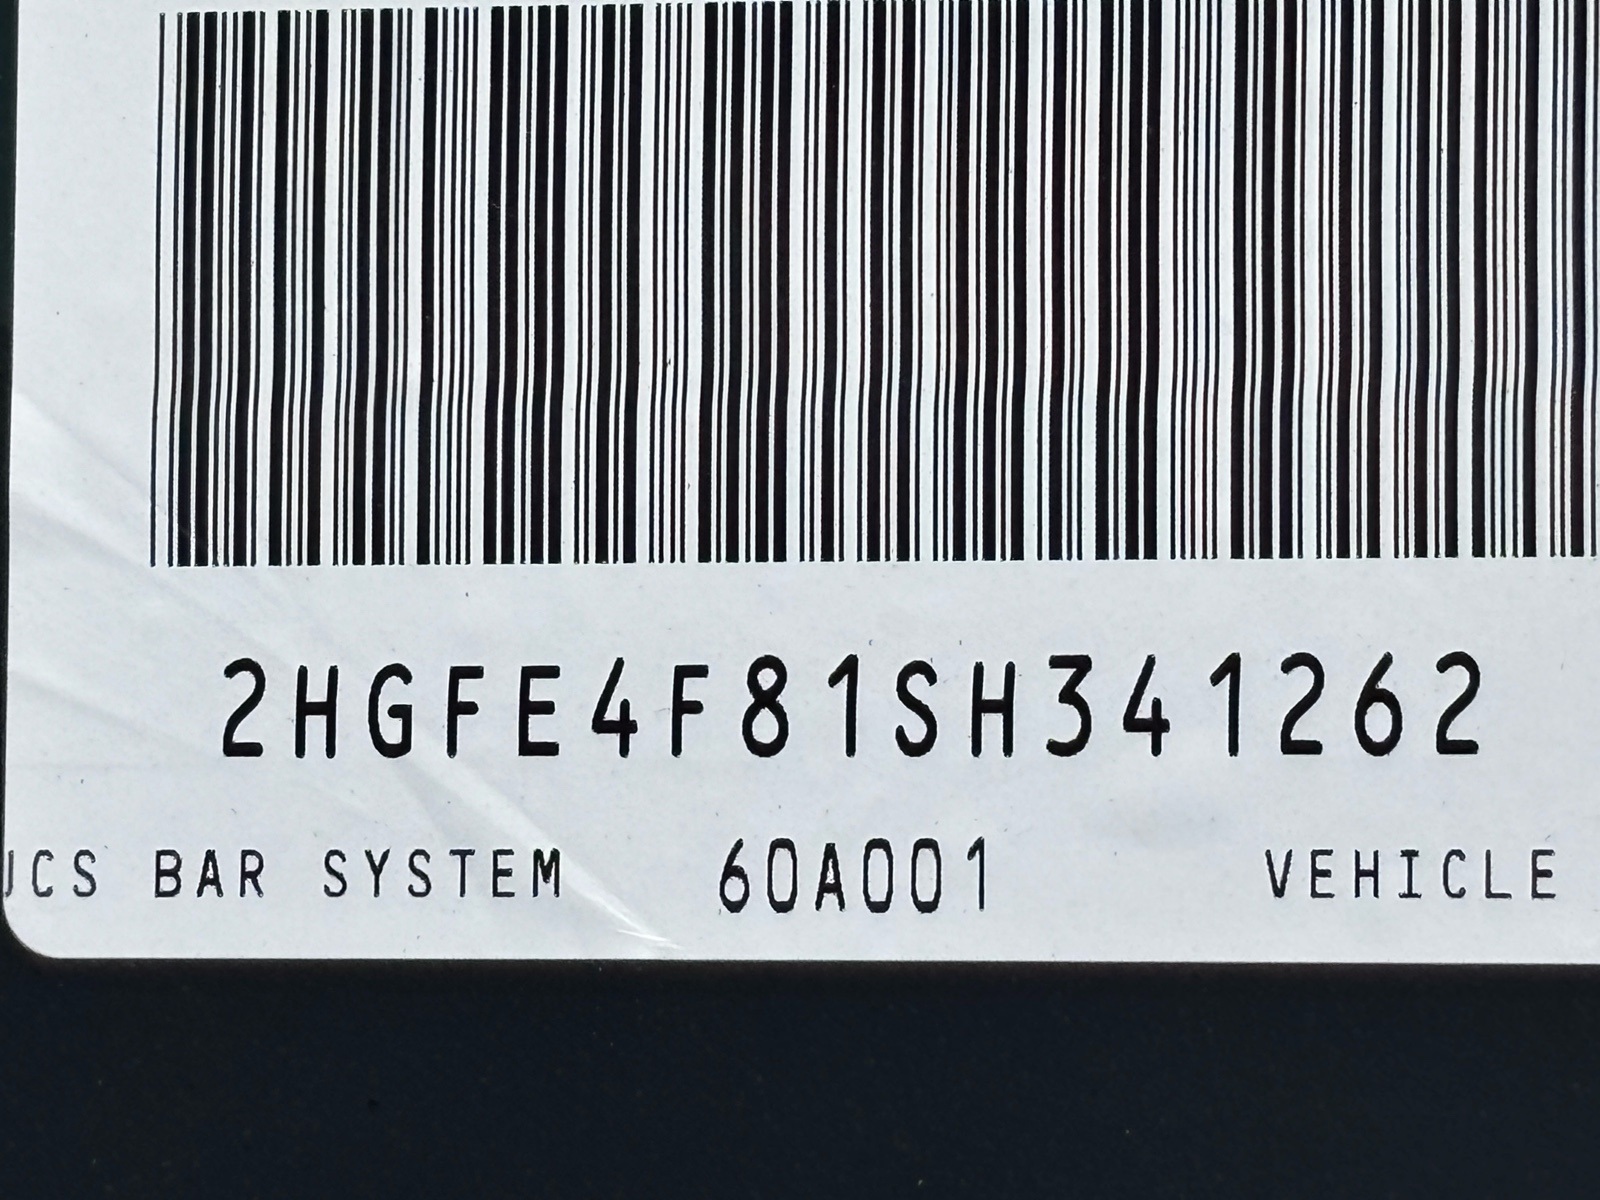 2HGFE4F81SH341262
JCS BAR SYSTEM 60A001 VEHICLE